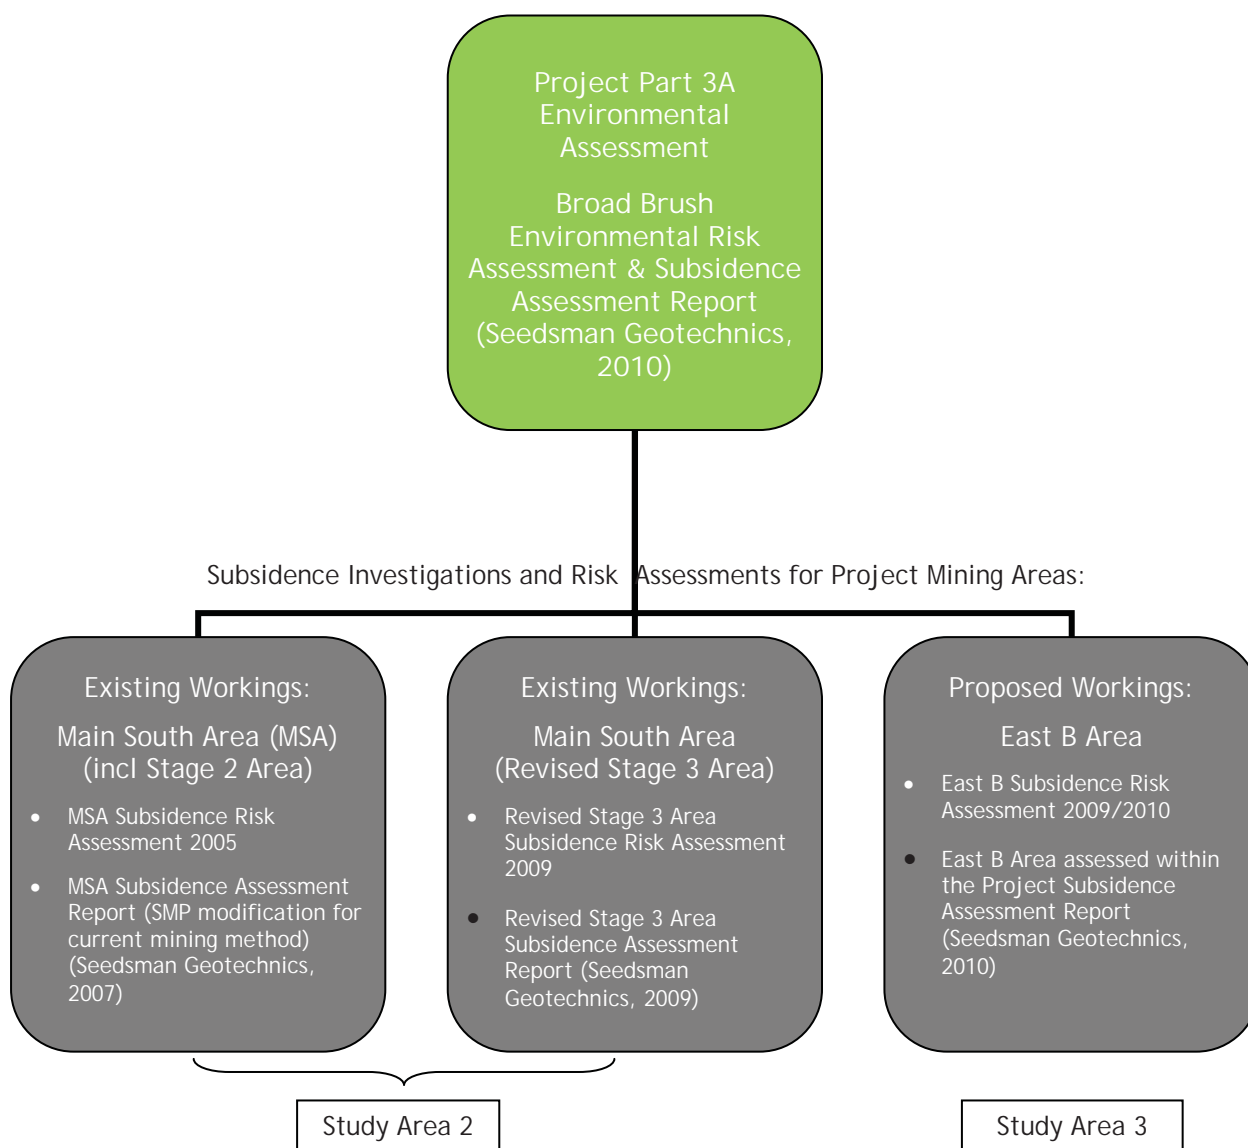 Project Part 3A
Environmental
Assessment
Broad Brush
Environmental Risk
Assessment & Subsidence
Assessment Report
(Seedsman Geotechnics,
2010)
Subsidence Investigations and Risk Assessments for Project Mining Areas:
Existing Workings:
Main South Area (MSA)
(incl Stage 2 Area)
• MSA Subsidence Risk
Assessment 2005
• MSA Subsidence Assessment
Report (SMP modification for
current mining method)
(Seedsman Geotechnics,
2007)
Existing Workings:
Main South Area
(Revised Stage 3 Area)
• Revised Stage 3 Area
Subsidence Risk Assessment
2009
• Revised Stage 3 Area
Subsidence Assessment
Report (Seedsman
Geotechnics, 2009)
Proposed Workings:
East B Area
• East B Subsidence Risk
Assessment 2009/2010
• East B Area assessed within
the Project Subsidence
Assessment Report
(Seedsman Geotechnics,
2010)
Study Area 2
Study Area 3